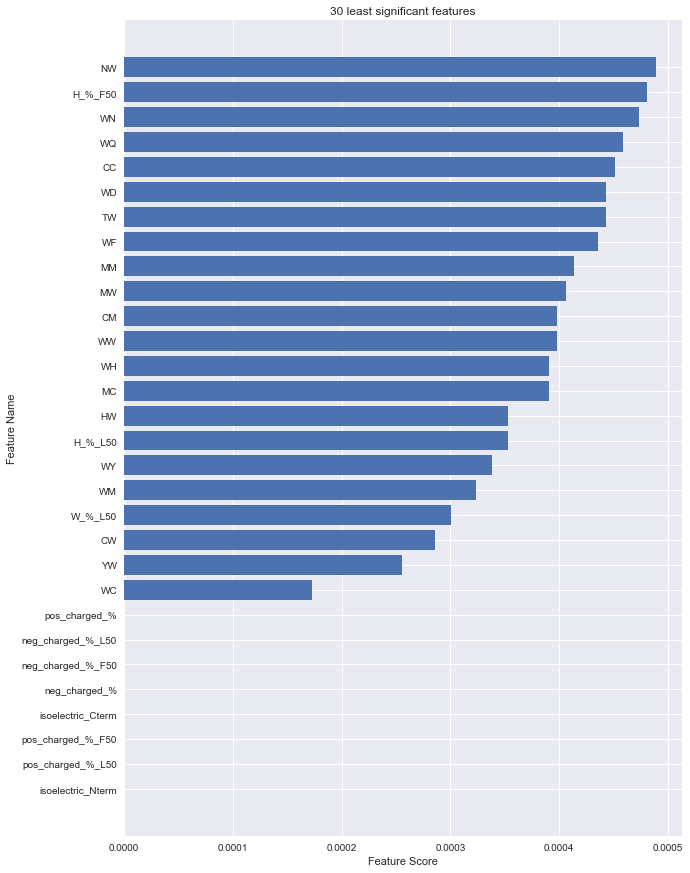 30 least significant features
NW
H_%_F50
WN
WQ
CC
WD
TW
WF
MM
MW
CM
WW
WH
MC
HW
H_%_L50
WY
WM
W_%_L50
CW
YW
WC
pos_charged_%
neg_charged_%_L50
neg_charged_%_F50
neg_charged_%
isoelectric_Cterm
pos_charged_%_F50
pos_charged_%_L50
isoelectric_Nterm
Feature Name
0.0000 0.0001 0.0002 0.0003 0.0004 0.0005
Feature Score